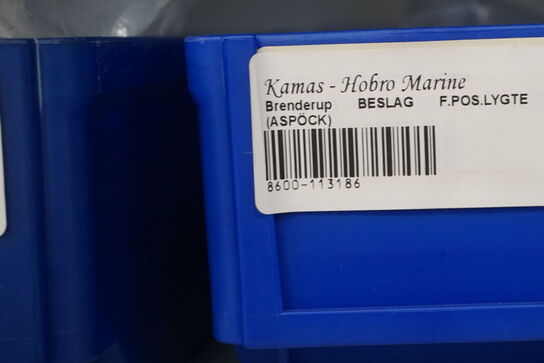 Kamas - Hobro Marine
Brenderup BESLAG F.POS.LYGTE
(ASPÖCK)
8600-113186